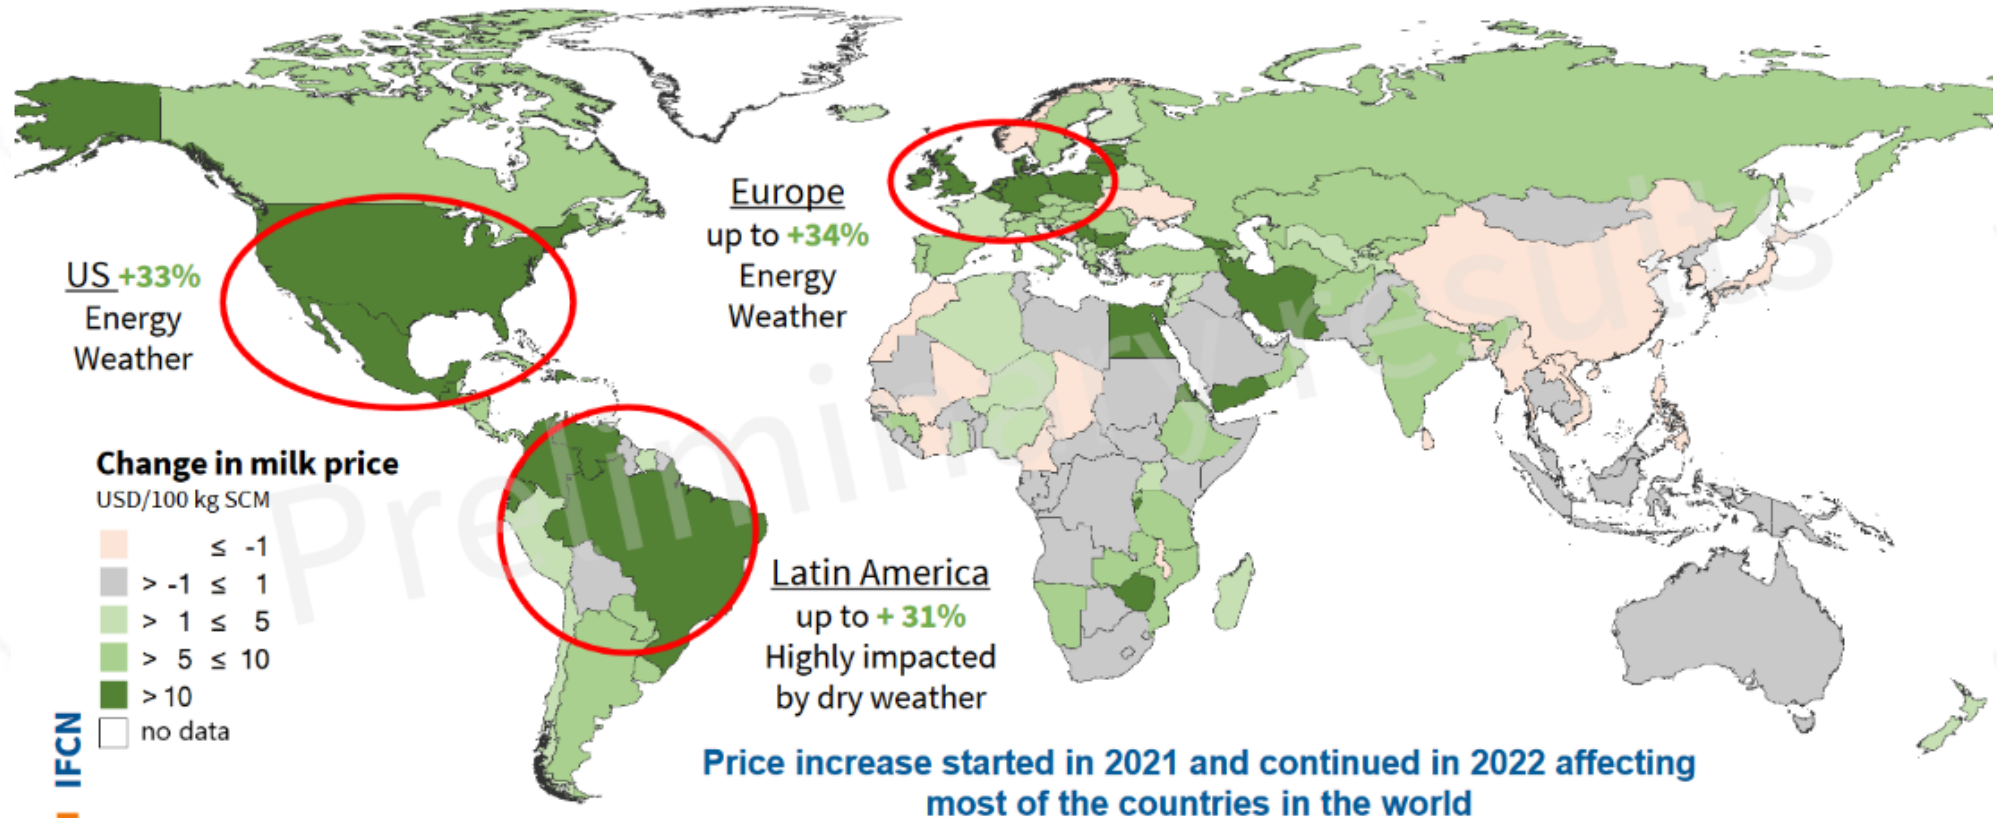 US +33%
Energy
Weather
Europe
up to +34%
Energy
Weather
Latin America
up to + 31%
Highly impacted
by dry weather
Change in milk price
USD/100 kg SCM
≤ -1
> -1 ≤ 1
> 1 ≤ 5
> 5 ≤ 10
> 10
no data
IFCN
Preliminary results
Price increase started in 2021 and continued in 2022 affecting
most of the countries in the world